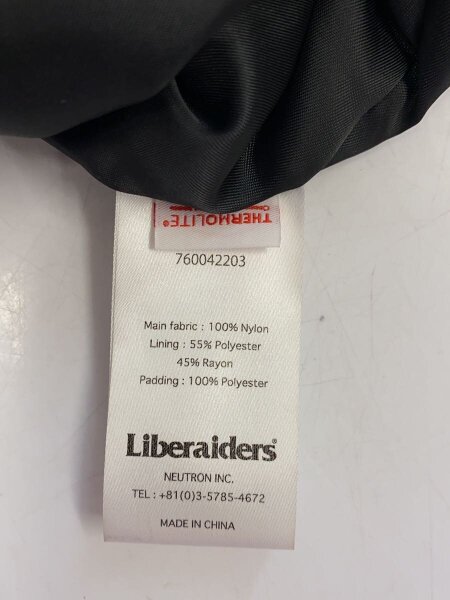 THERMOLITE®
760042203
Main fabric : 100% Nylon
Lining : 55% Polyester
45% Rayon
Padding : 100% Polyester
Liberaiders®
NEUTRON INC.
TEL : +81(0)3-5785-4672
MADE IN CHINA